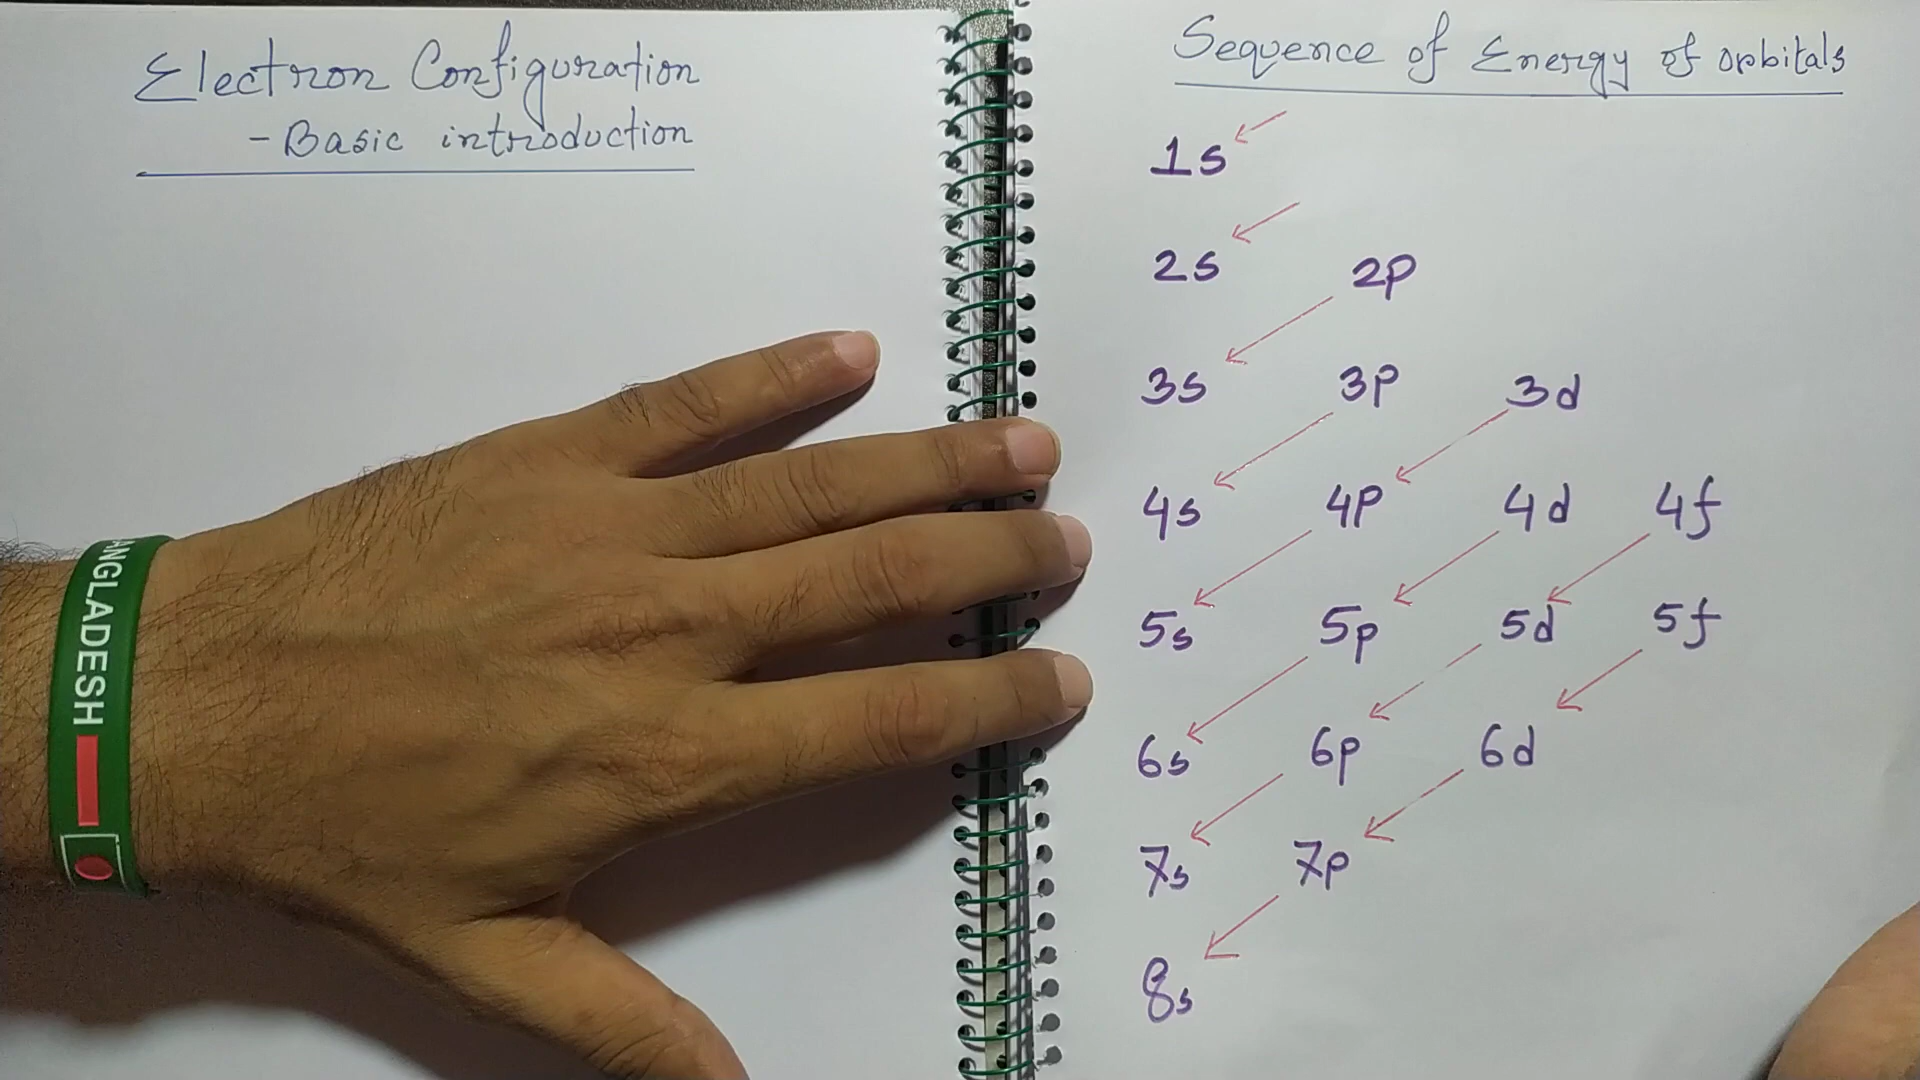 Electron Configuration
- Basic introduction
Sequence of Energy of orbitals
1s
2s 2p
3s 3p 3d
4s 4p 4d 4f
5s 5p 5d 5f
6s 6p 6d
7s 7p
8s
ANGLADESH